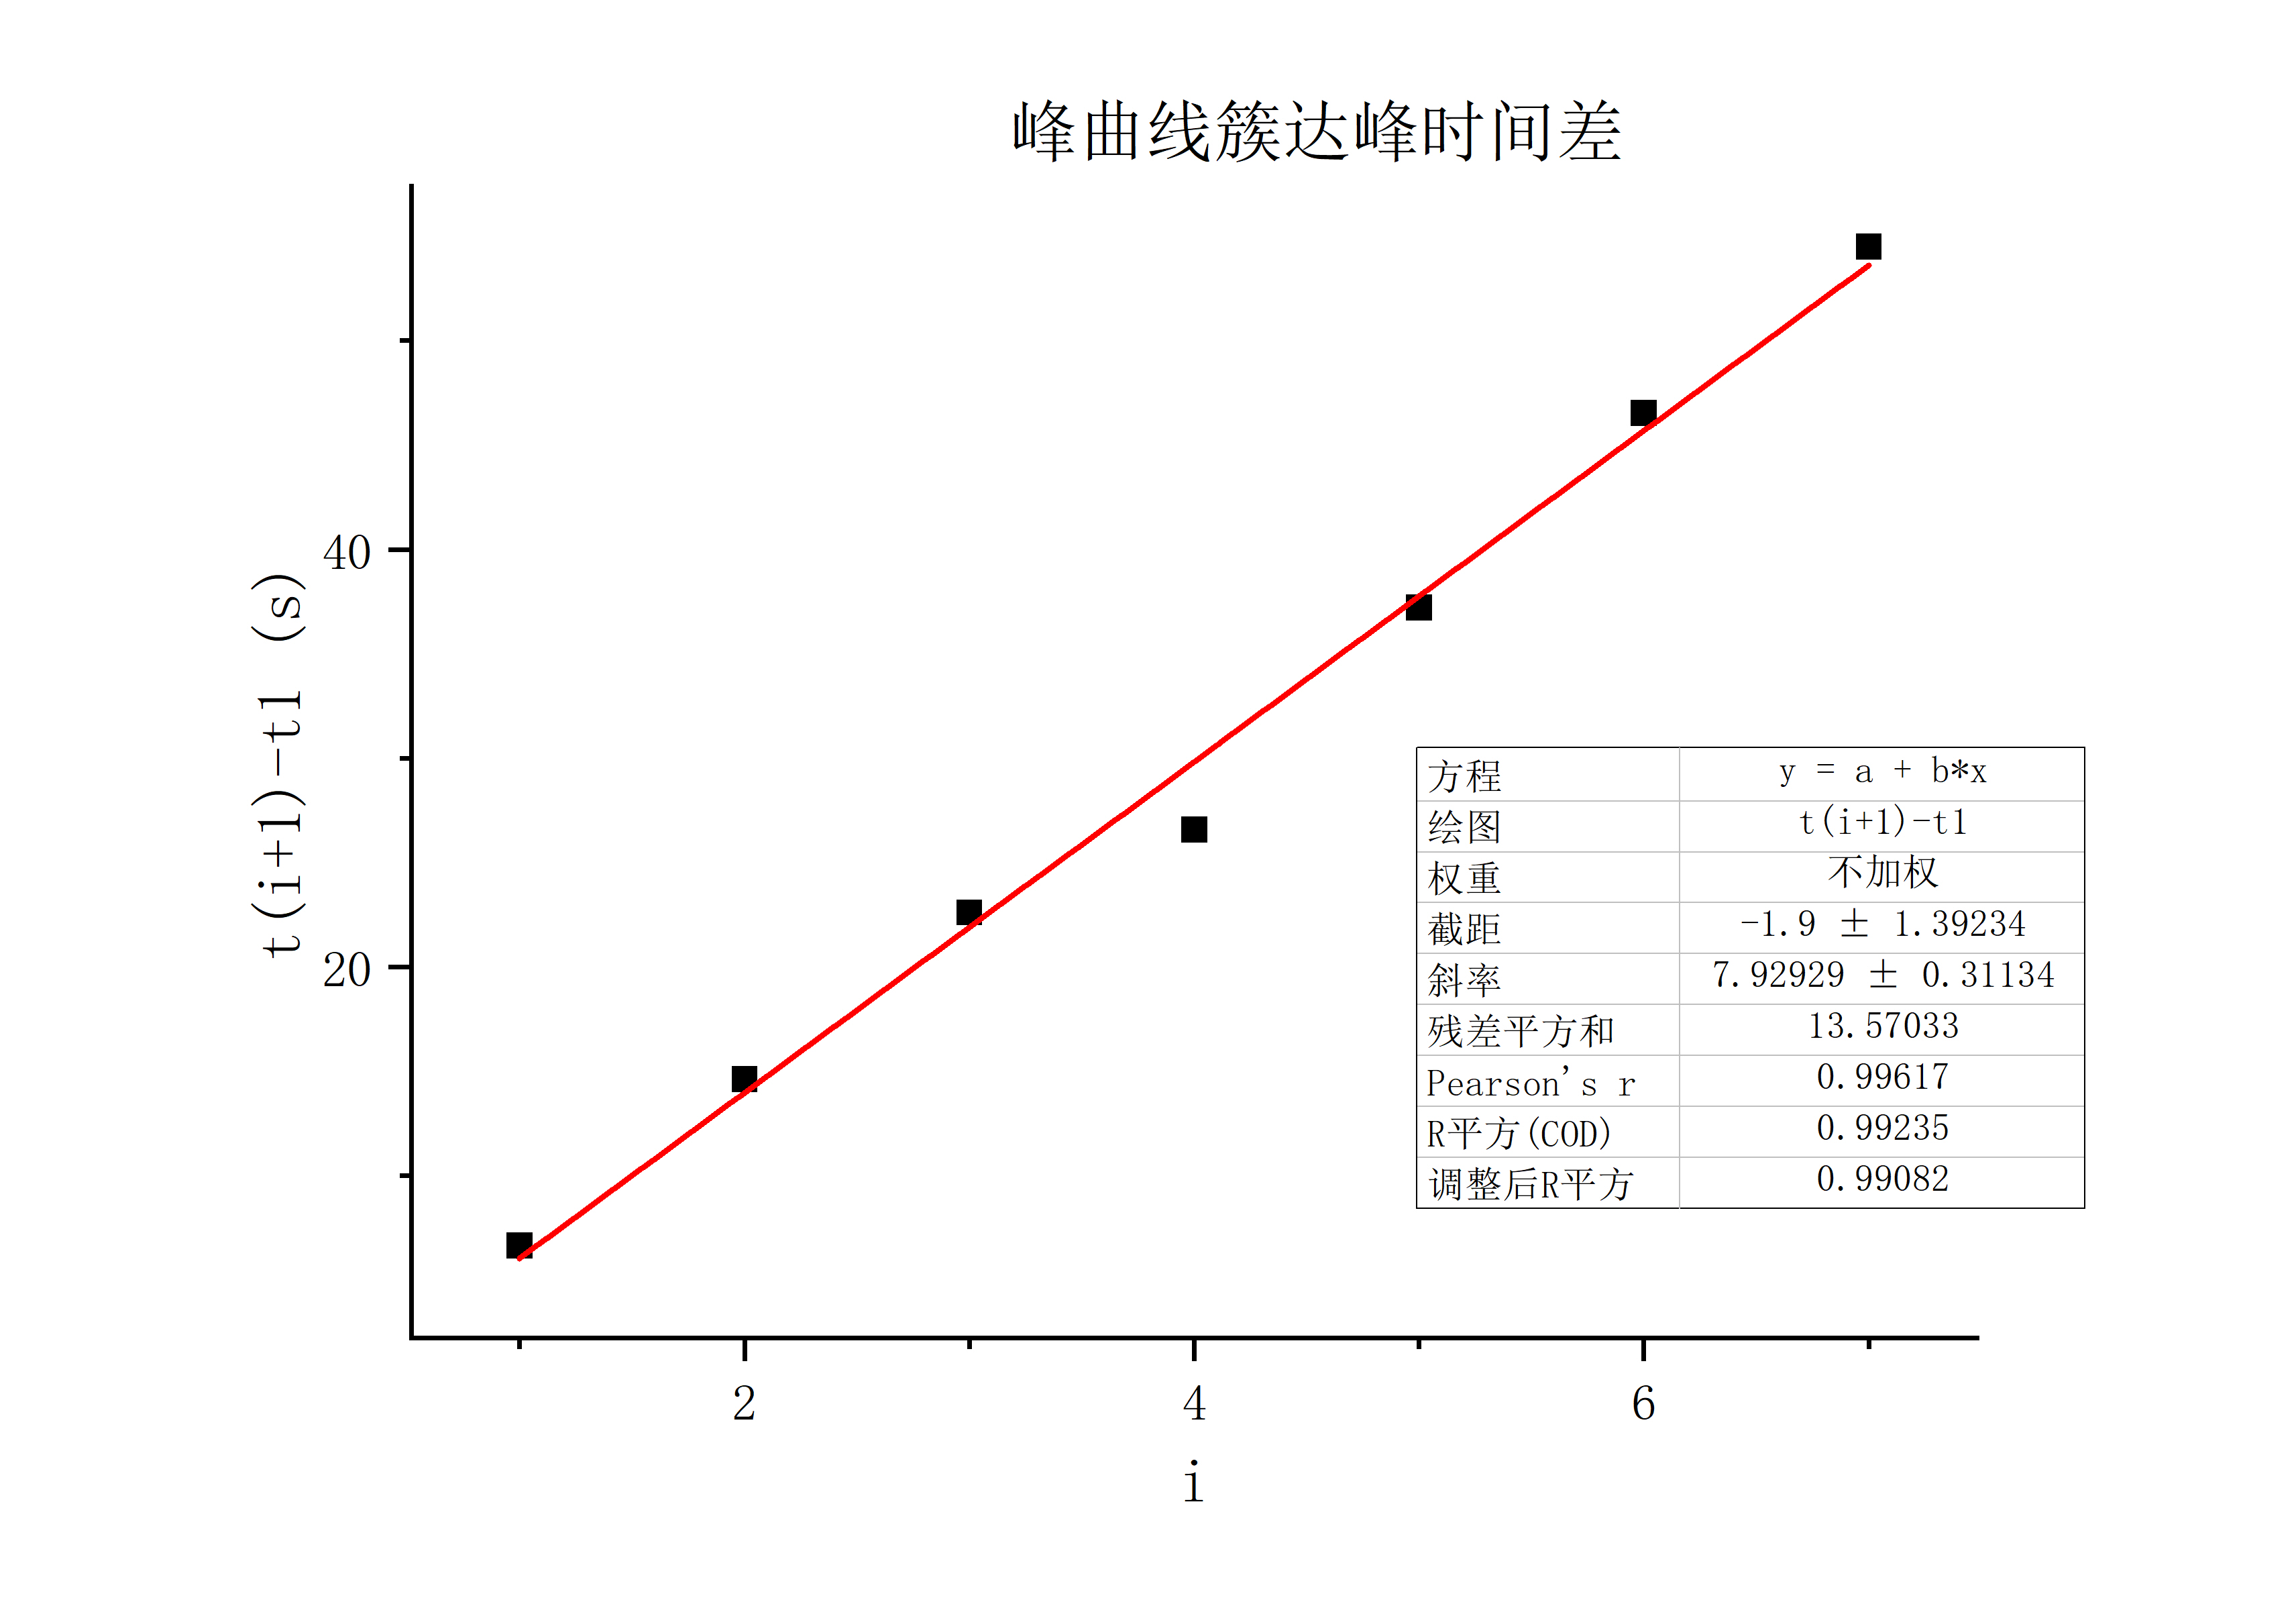 峰曲线簇达峰时间差
t(i+1)-t1 (s)
40
20
2
4
6
i
方程 y = a + b*x
绘图 t(i+1)-t1
权重 不加权
截距 -1.9 ± 1.39234
斜率 7.92929 ± 0.31134
残差平方和 13.57033
Pearson's r 0.99617
R平方(COD) 0.99235
调整后R平方 0.99082